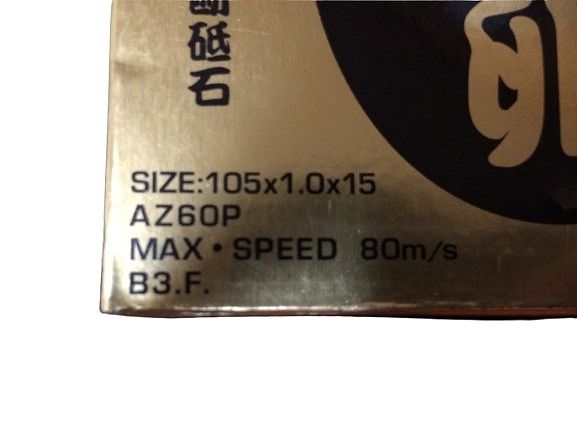 砥石
SIZE:105x1.0x15
AZ60P
MAX・SPEED 80m/s
B3.F.